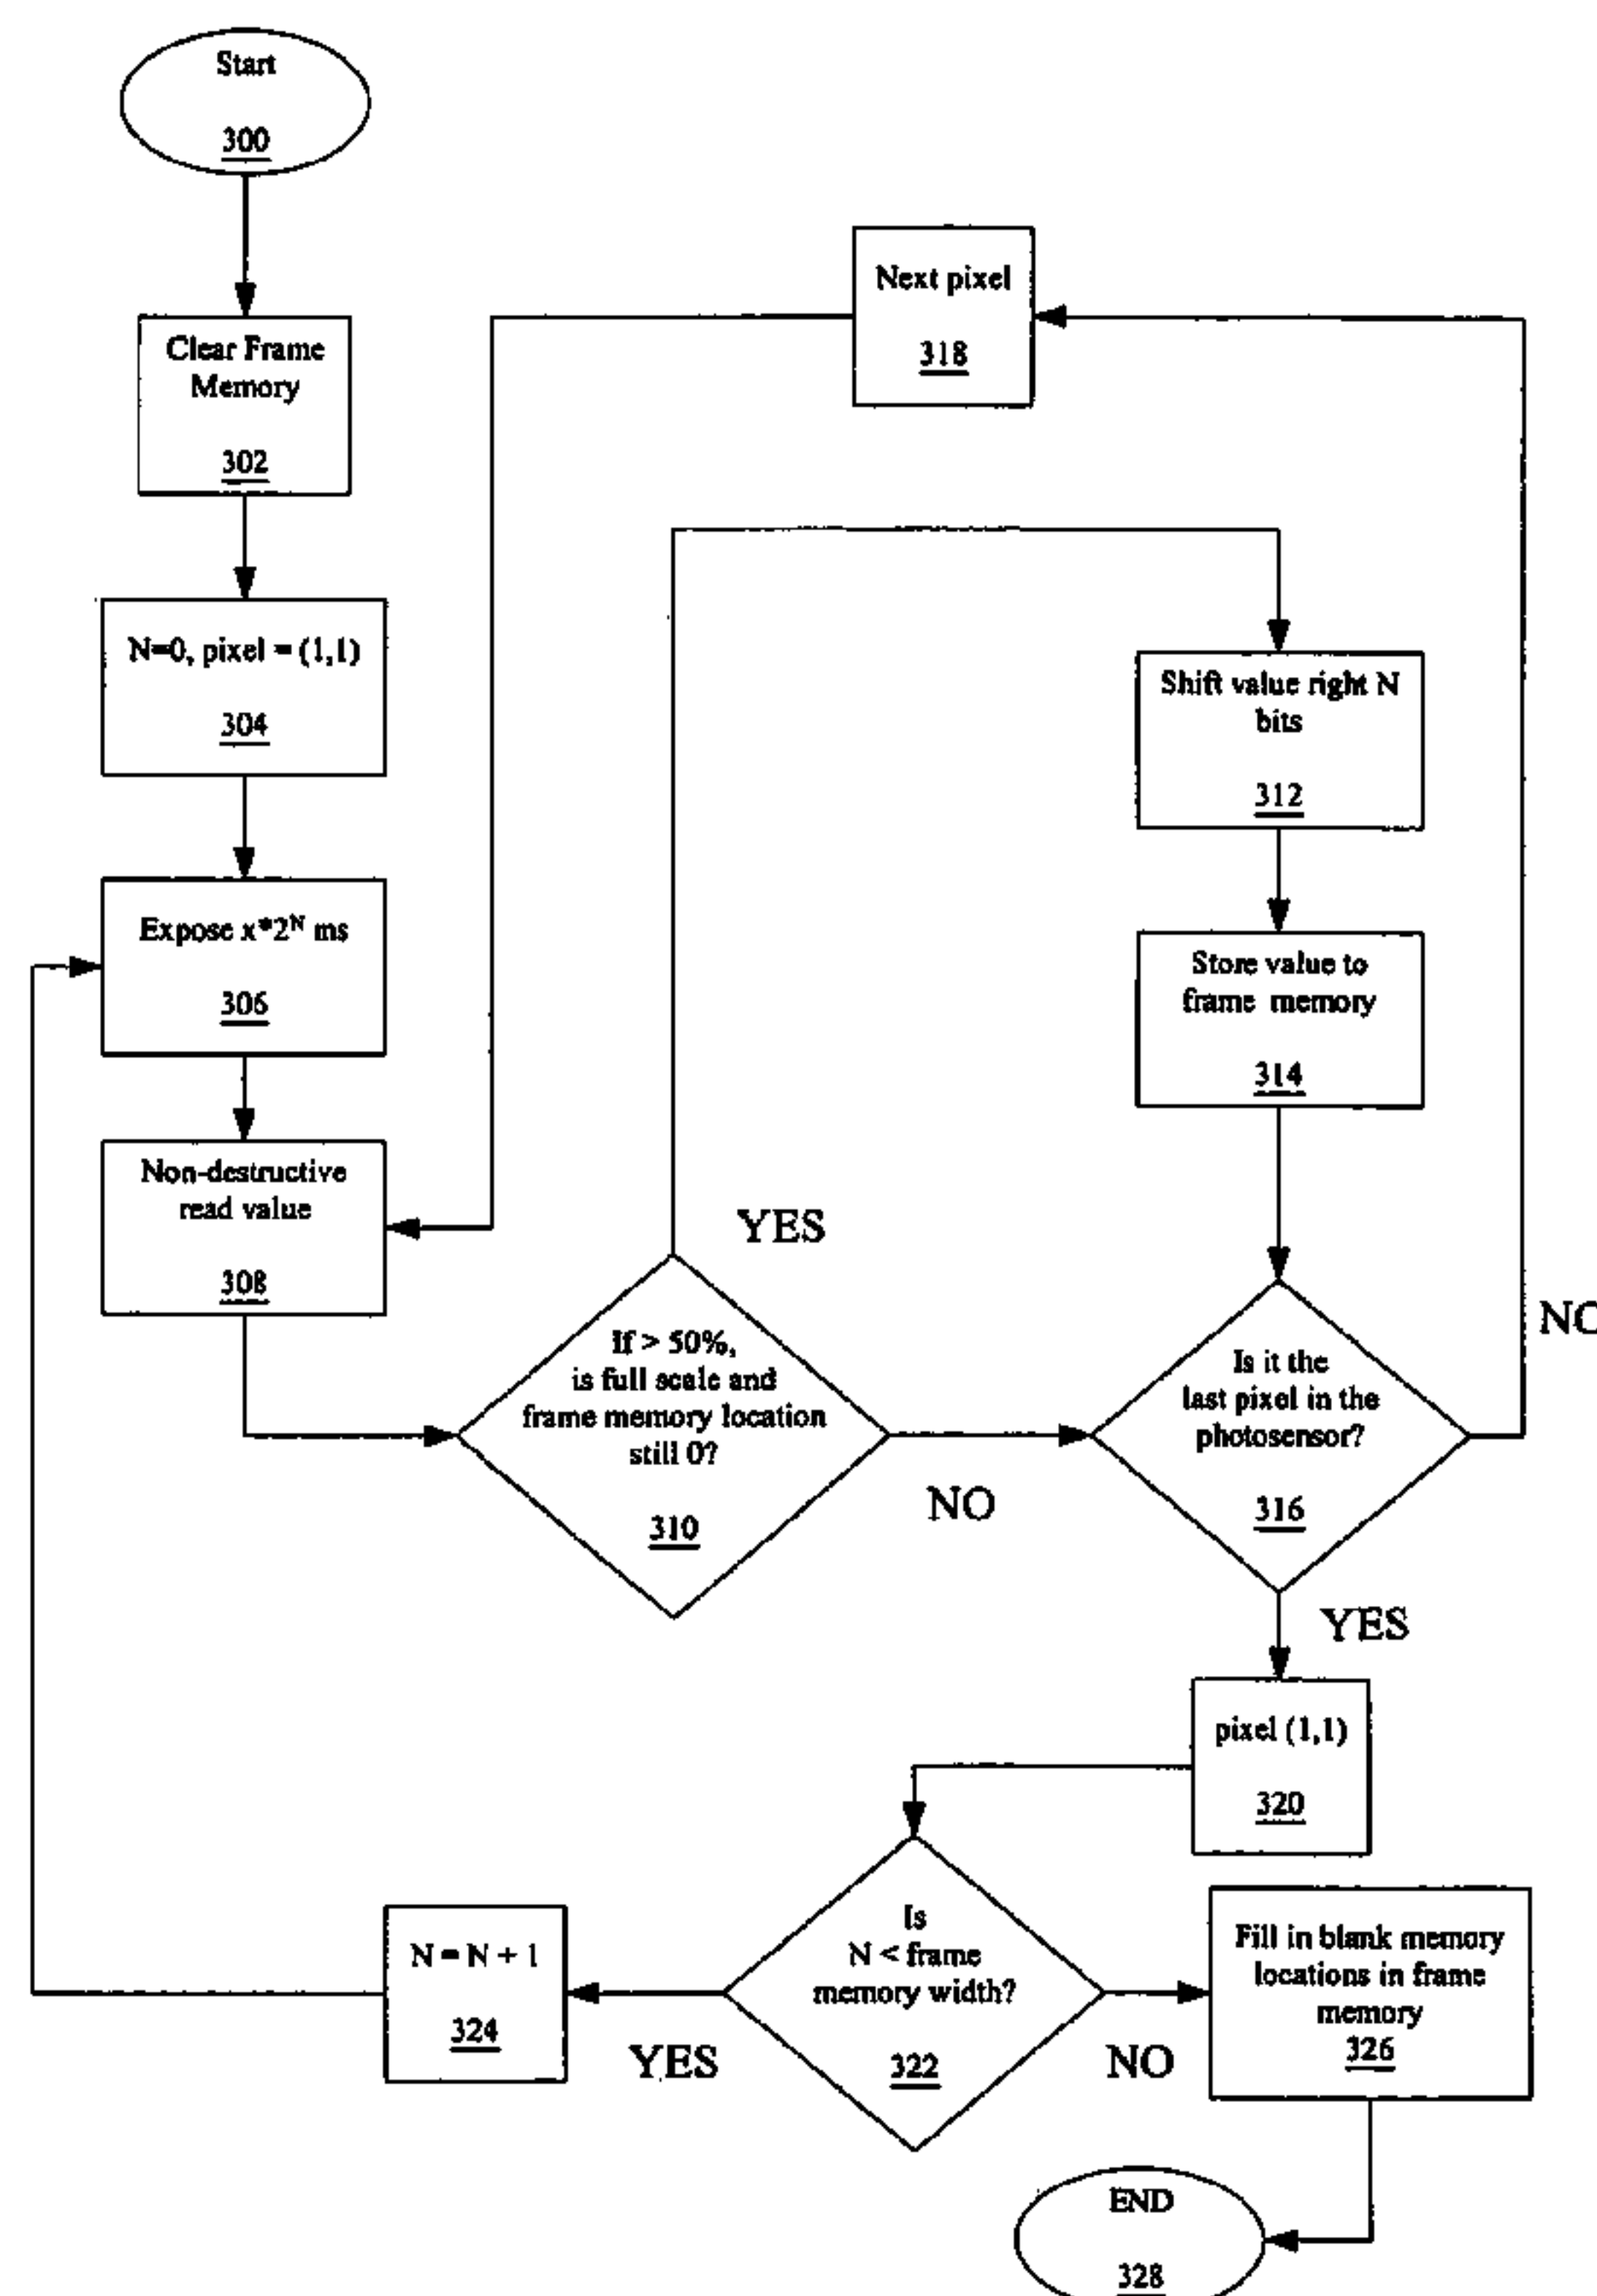 Start
300
Clear Frame
Memory
302
N=0, pixel = (1,1)
304
Expose x*2^N ms
306
Non-destructive
read value
308
Next pixel
318
Shift value right N
bits
312
Store value to
frame memory
314
YES
If > 50%,
is full scale and
frame memory location
still 0?
310
NO
Is it the
last pixel in the
photosensor?
316
NO
YES
pixel (1,1)
320
Is
N < frame
memory width?
322
YES
N = N + 1
324
NO
Fill in blank memory
locations in frame
memory
326
END
328